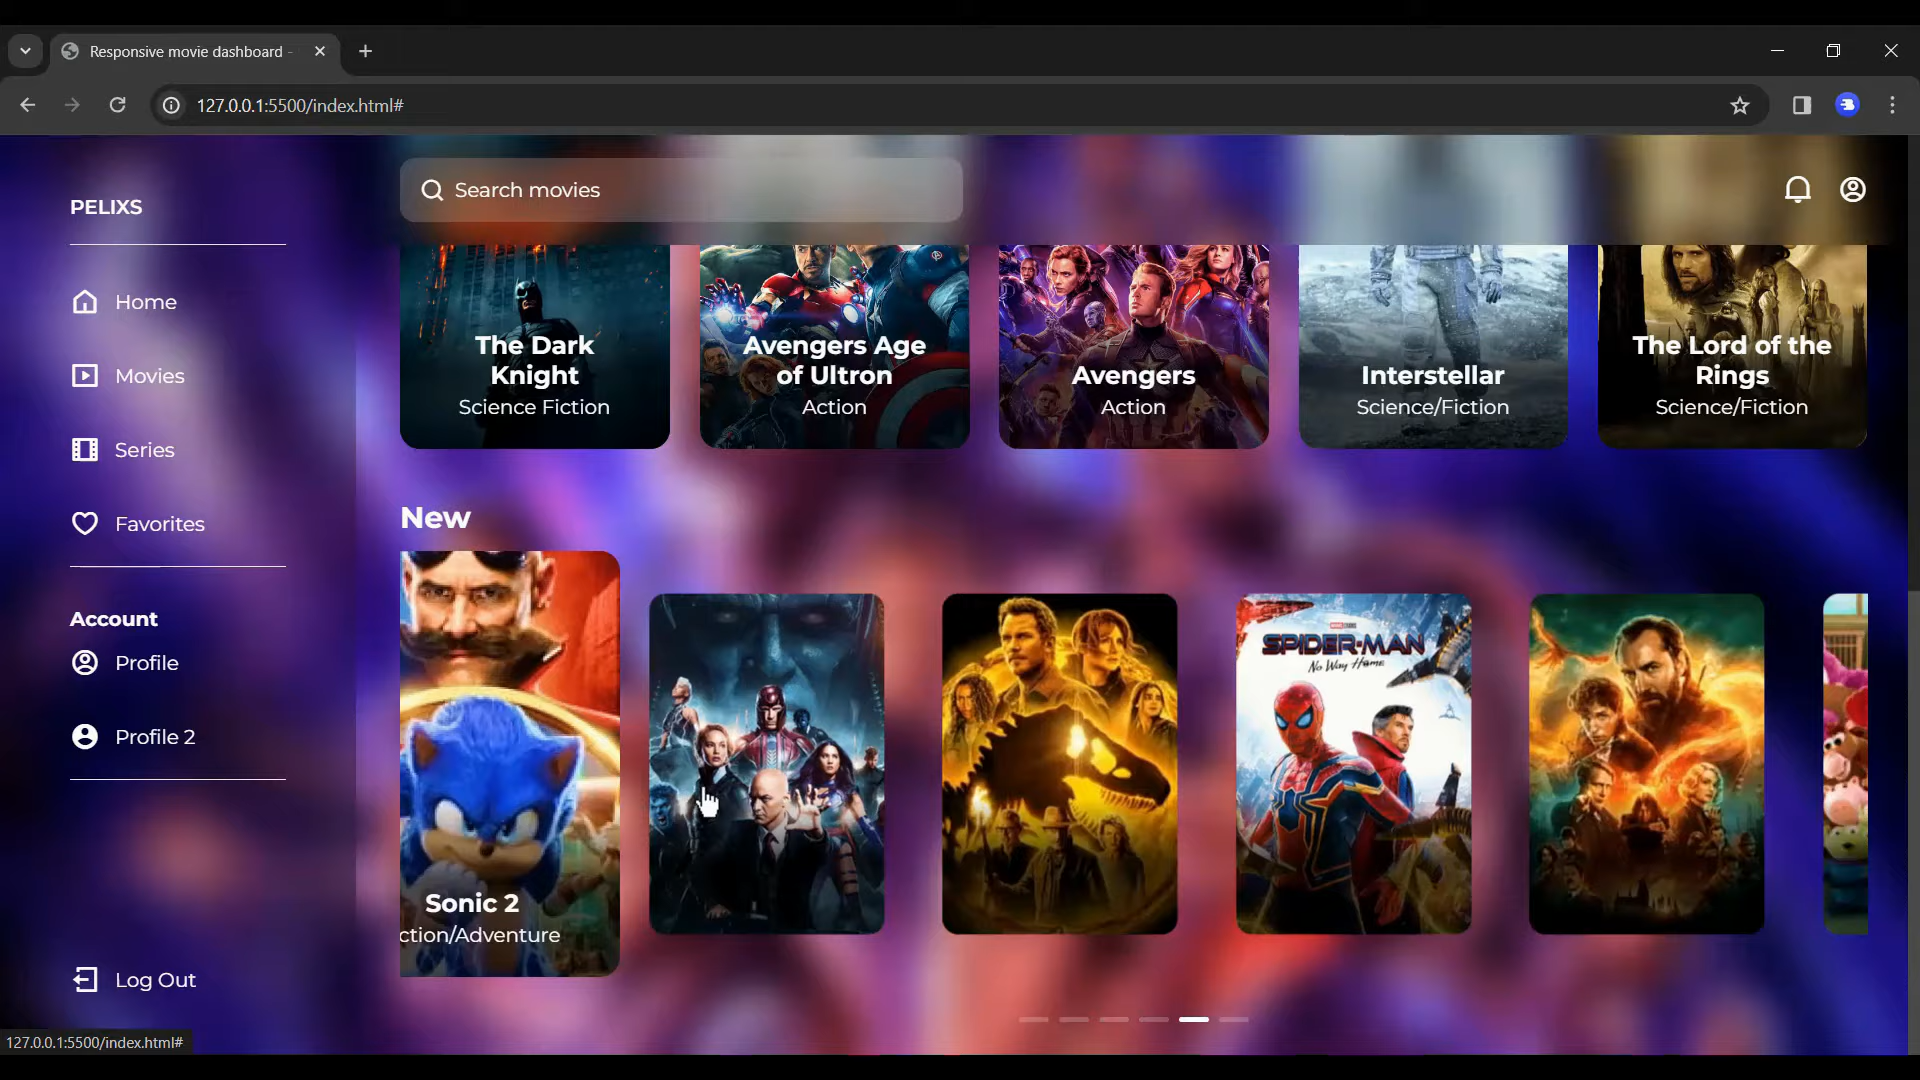 Responsive movie dashboard -
127.0.0.1:5500/index.html#
PELIXS
Search movies
Home
Movies
Series
Favorites
Account
Profile
Profile 2
Log Out
The Dark
Knight
Science Fiction
Avengers Age
of Ultron
Action
Avengers
Action
Interstellar
Science/Fiction
The Lord of the
Rings
Science/Fiction
New
Sonic 2
ction/Adventure
SPIDER-MAN
No Way Home
127.0.0.1:5500/index.html#